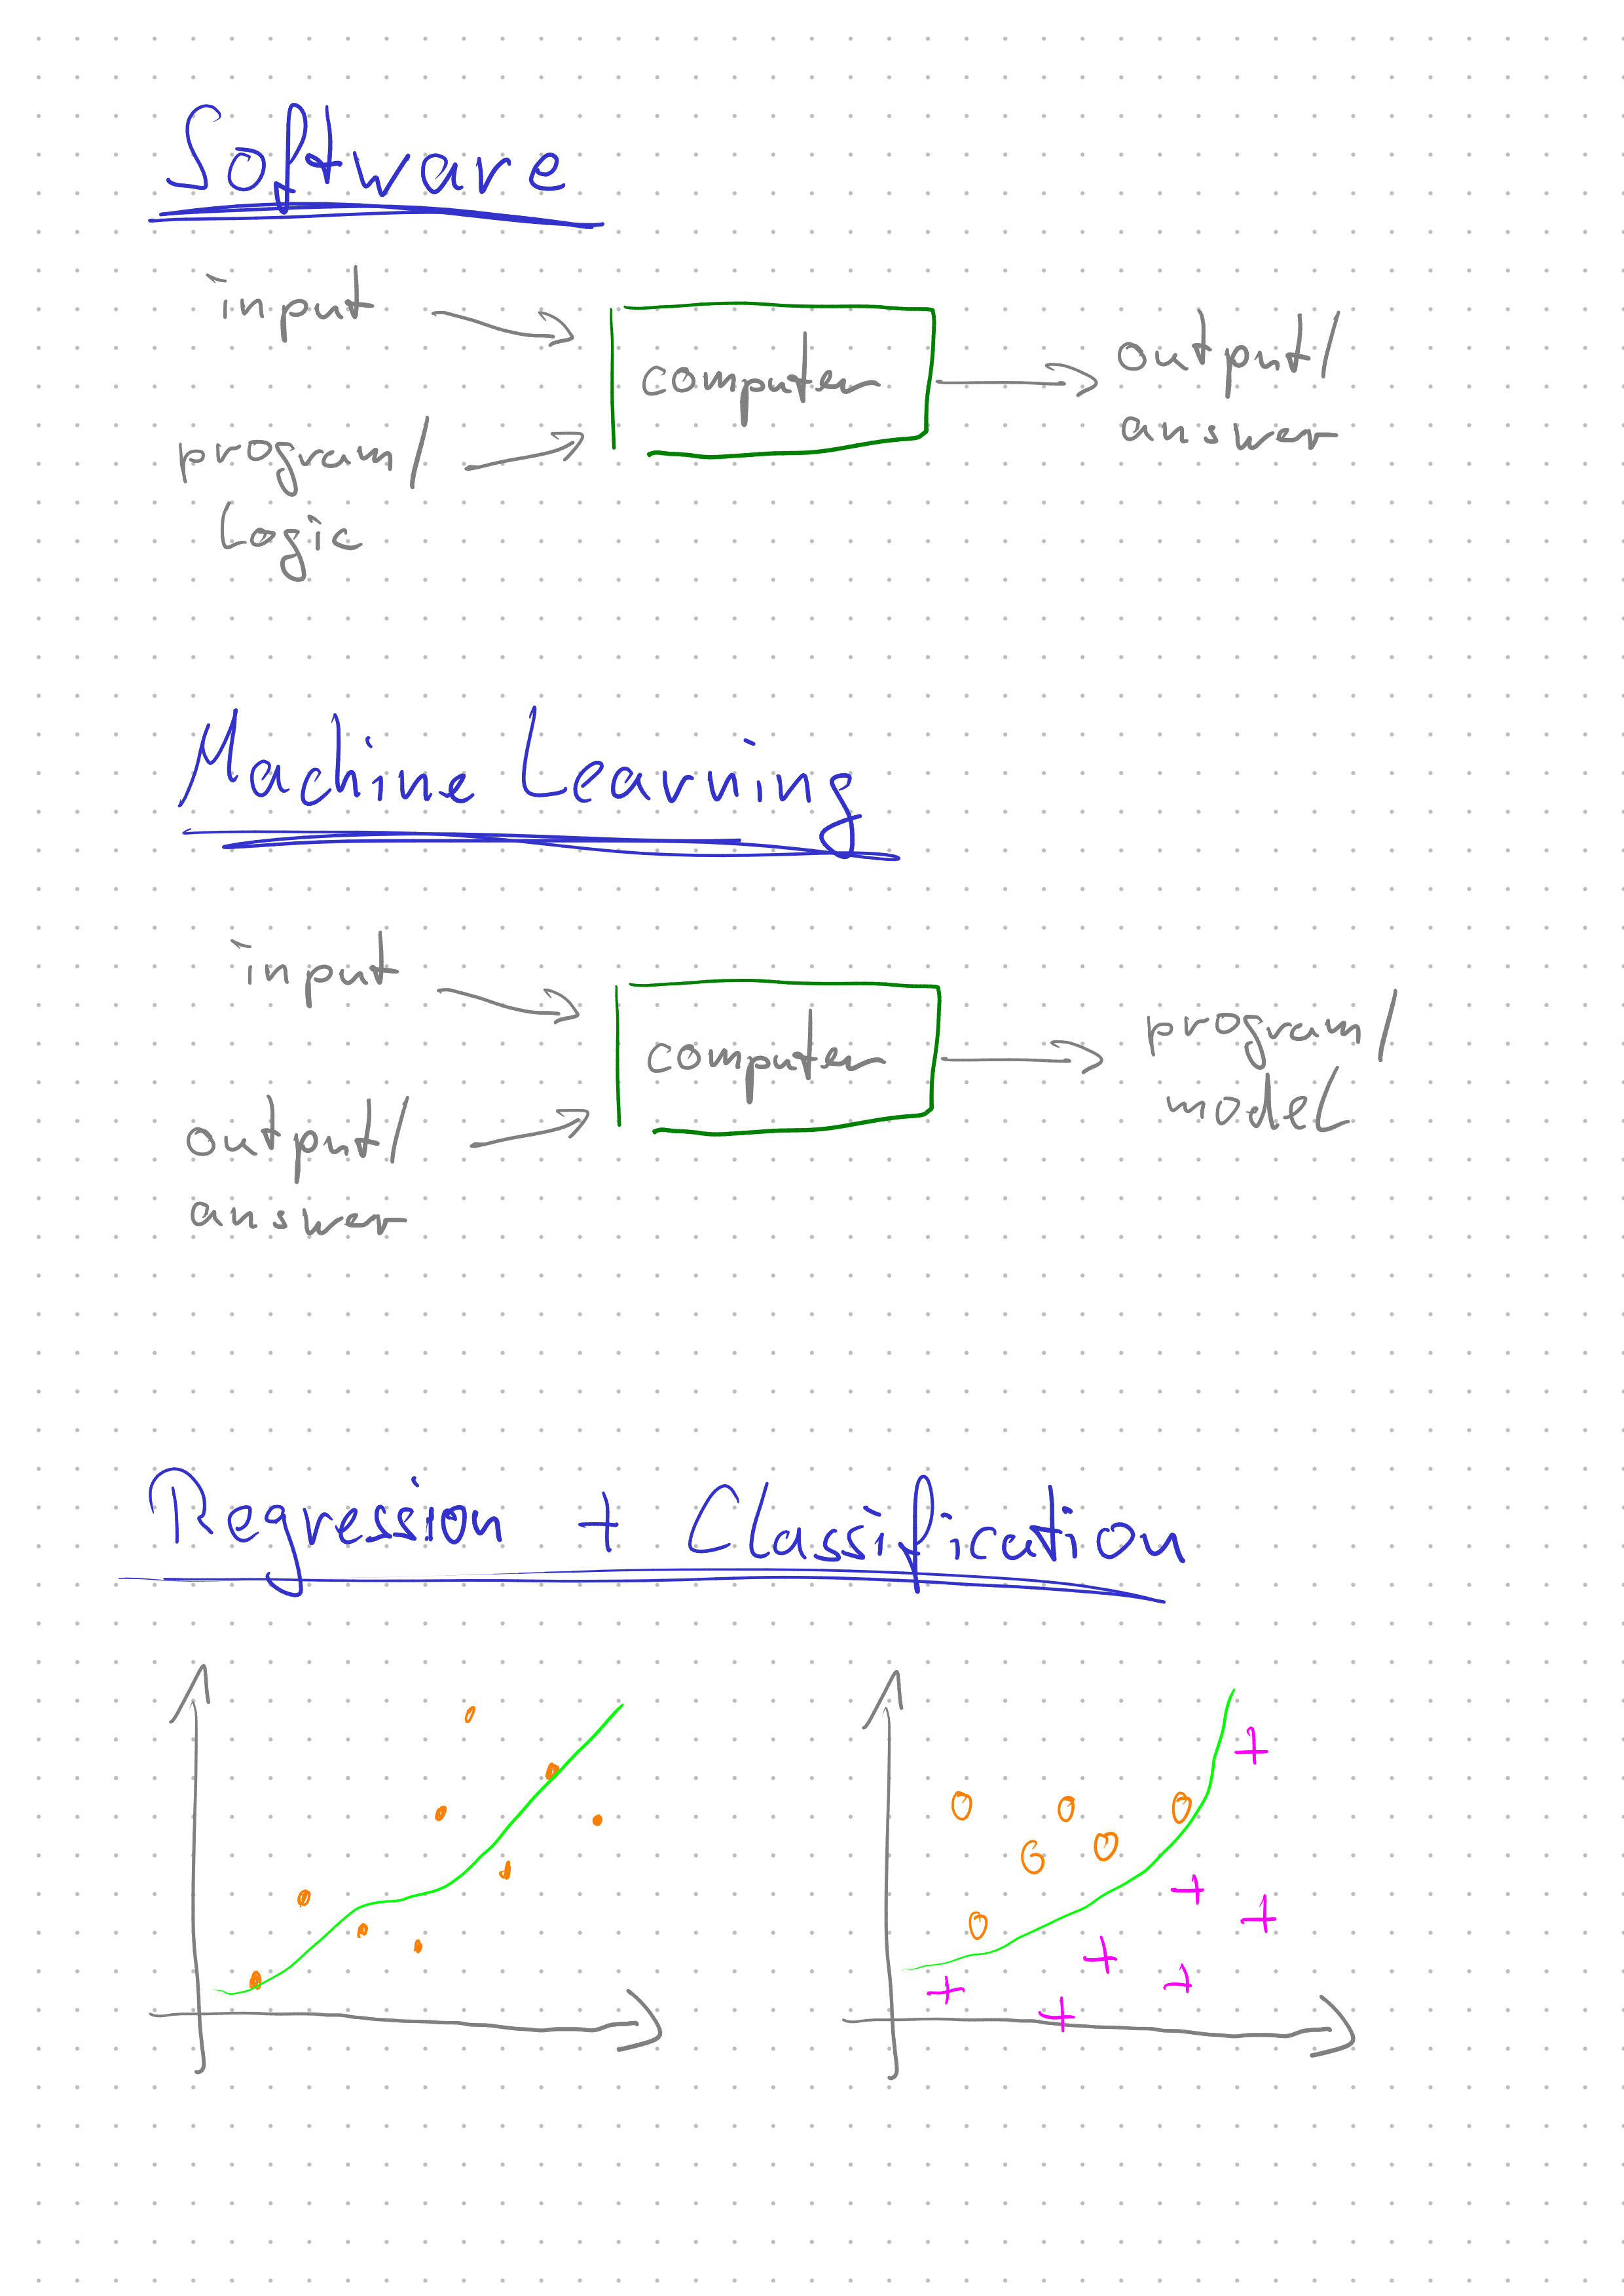 Software
input
computer
output/
answer
program/
Logic
Machine Learning
input
computer
program/
model
output/
answer
Regression + Classification